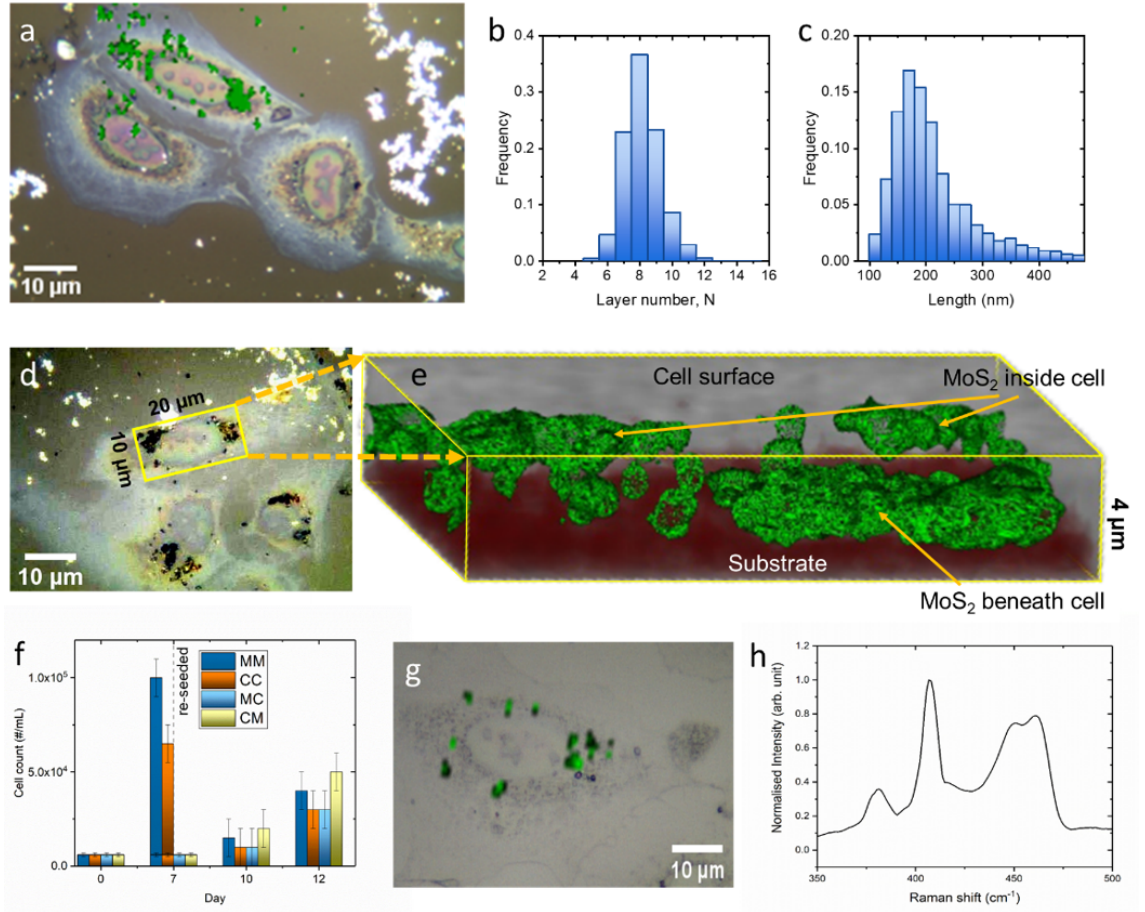 a
10 µm
b
0.4
0.3
0.2
0.1
0.0
Frequency
2 4 6 8 10 12 14 16
Layer number, N
c
0.20
0.15
0.10
0.05
0.00
Frequency
100 200 300 400
Length (nm)
d
20 µm
10 µm
10 µm
e
Cell surface
MoS₂ inside cell
4 µm
Substrate
MoS₂ beneath cell
f
Cell count (#/mL)
1.0x10⁵
5.0x10⁴
0.0
re-seeded
MM
CC
MC
CM
0 7 10 12
Day
g
10 µm
h
Normalised Intensity (arb. unit)
1.2
1.0
0.8
0.6
0.4
0.2
0.0
350 400 450 500
Raman shift (cm⁻¹)